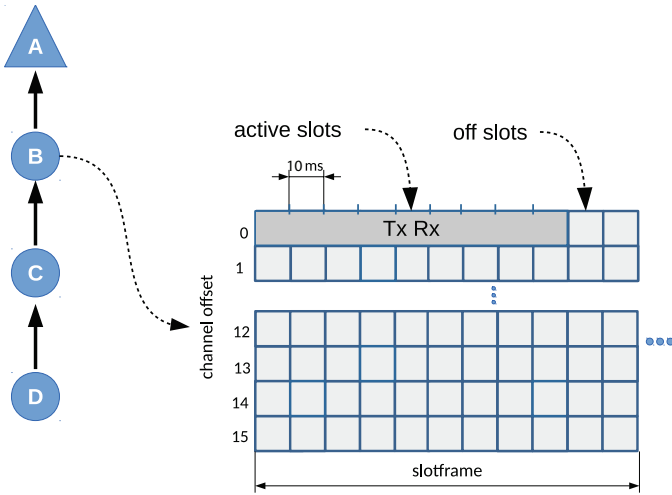 A
B
C
D
active slots
off slots
10 ms
Tx Rx
0
1
12
13
14
15
channel offset
slotframe